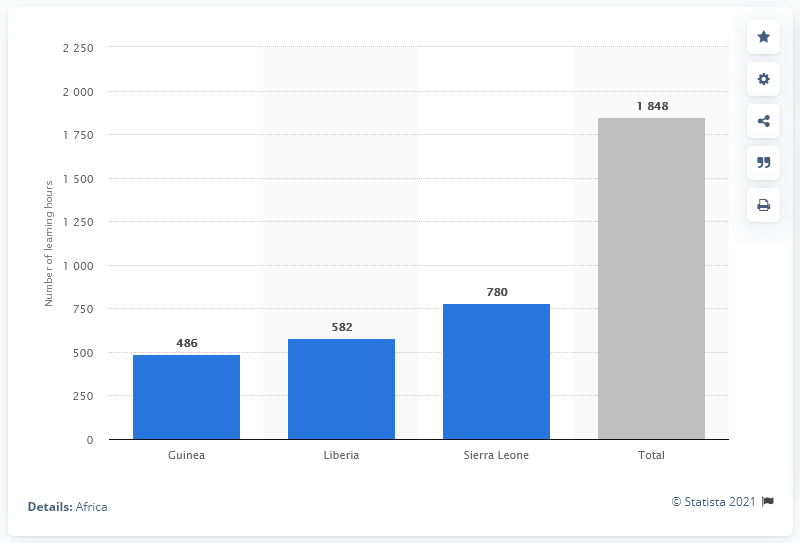 2 250
2 000
1 750
1 500
1 250
1 000
750
500
250
0
Number of learning hours
486
582
780
1 848
Guinea
Liberia
Sierra Leone
Total
Details: Africa
© Statista 2021